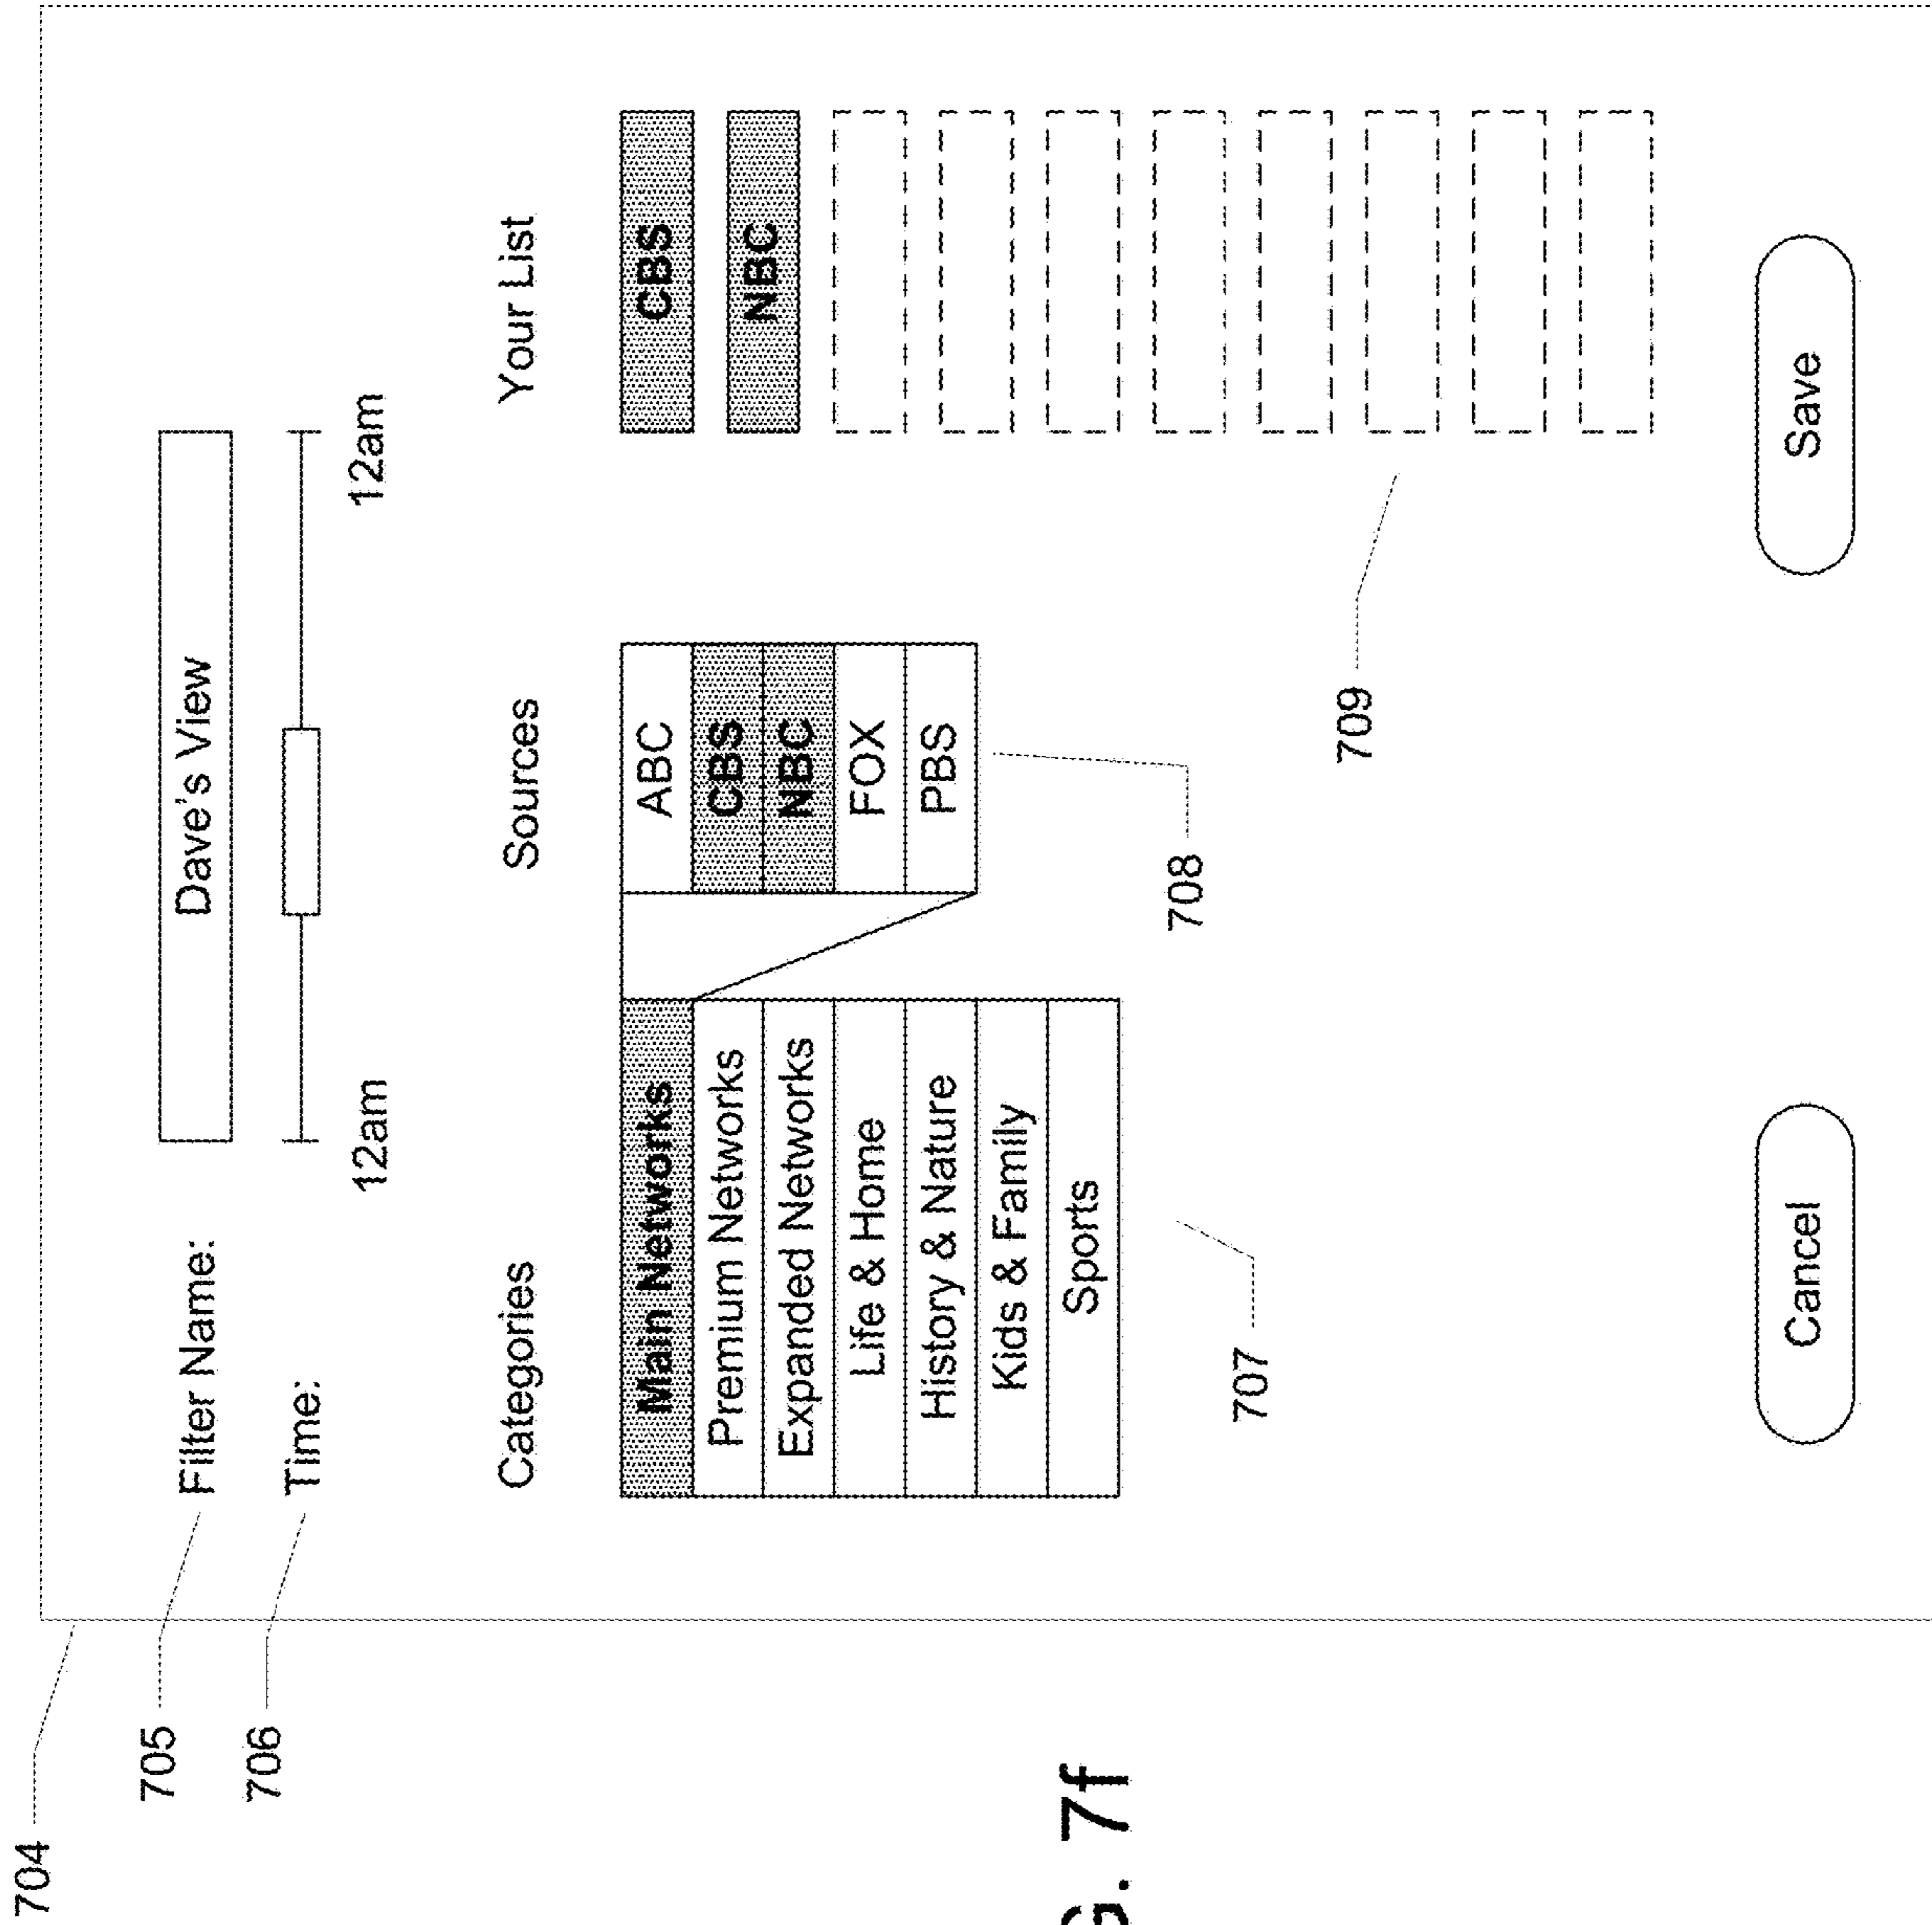 704
705
Filter Name:
Dave's View
706
Time:
12am
12am
Categories
Sources
Your List
Main Networks
Premium Networks
Expanded Networks
Life & Home
History & Nature
Kids & Family
Sports
ABC
CBS
NBC
FOX
PBS
CBS
NBC
707
708
709
Cancel
Save
G. 7f